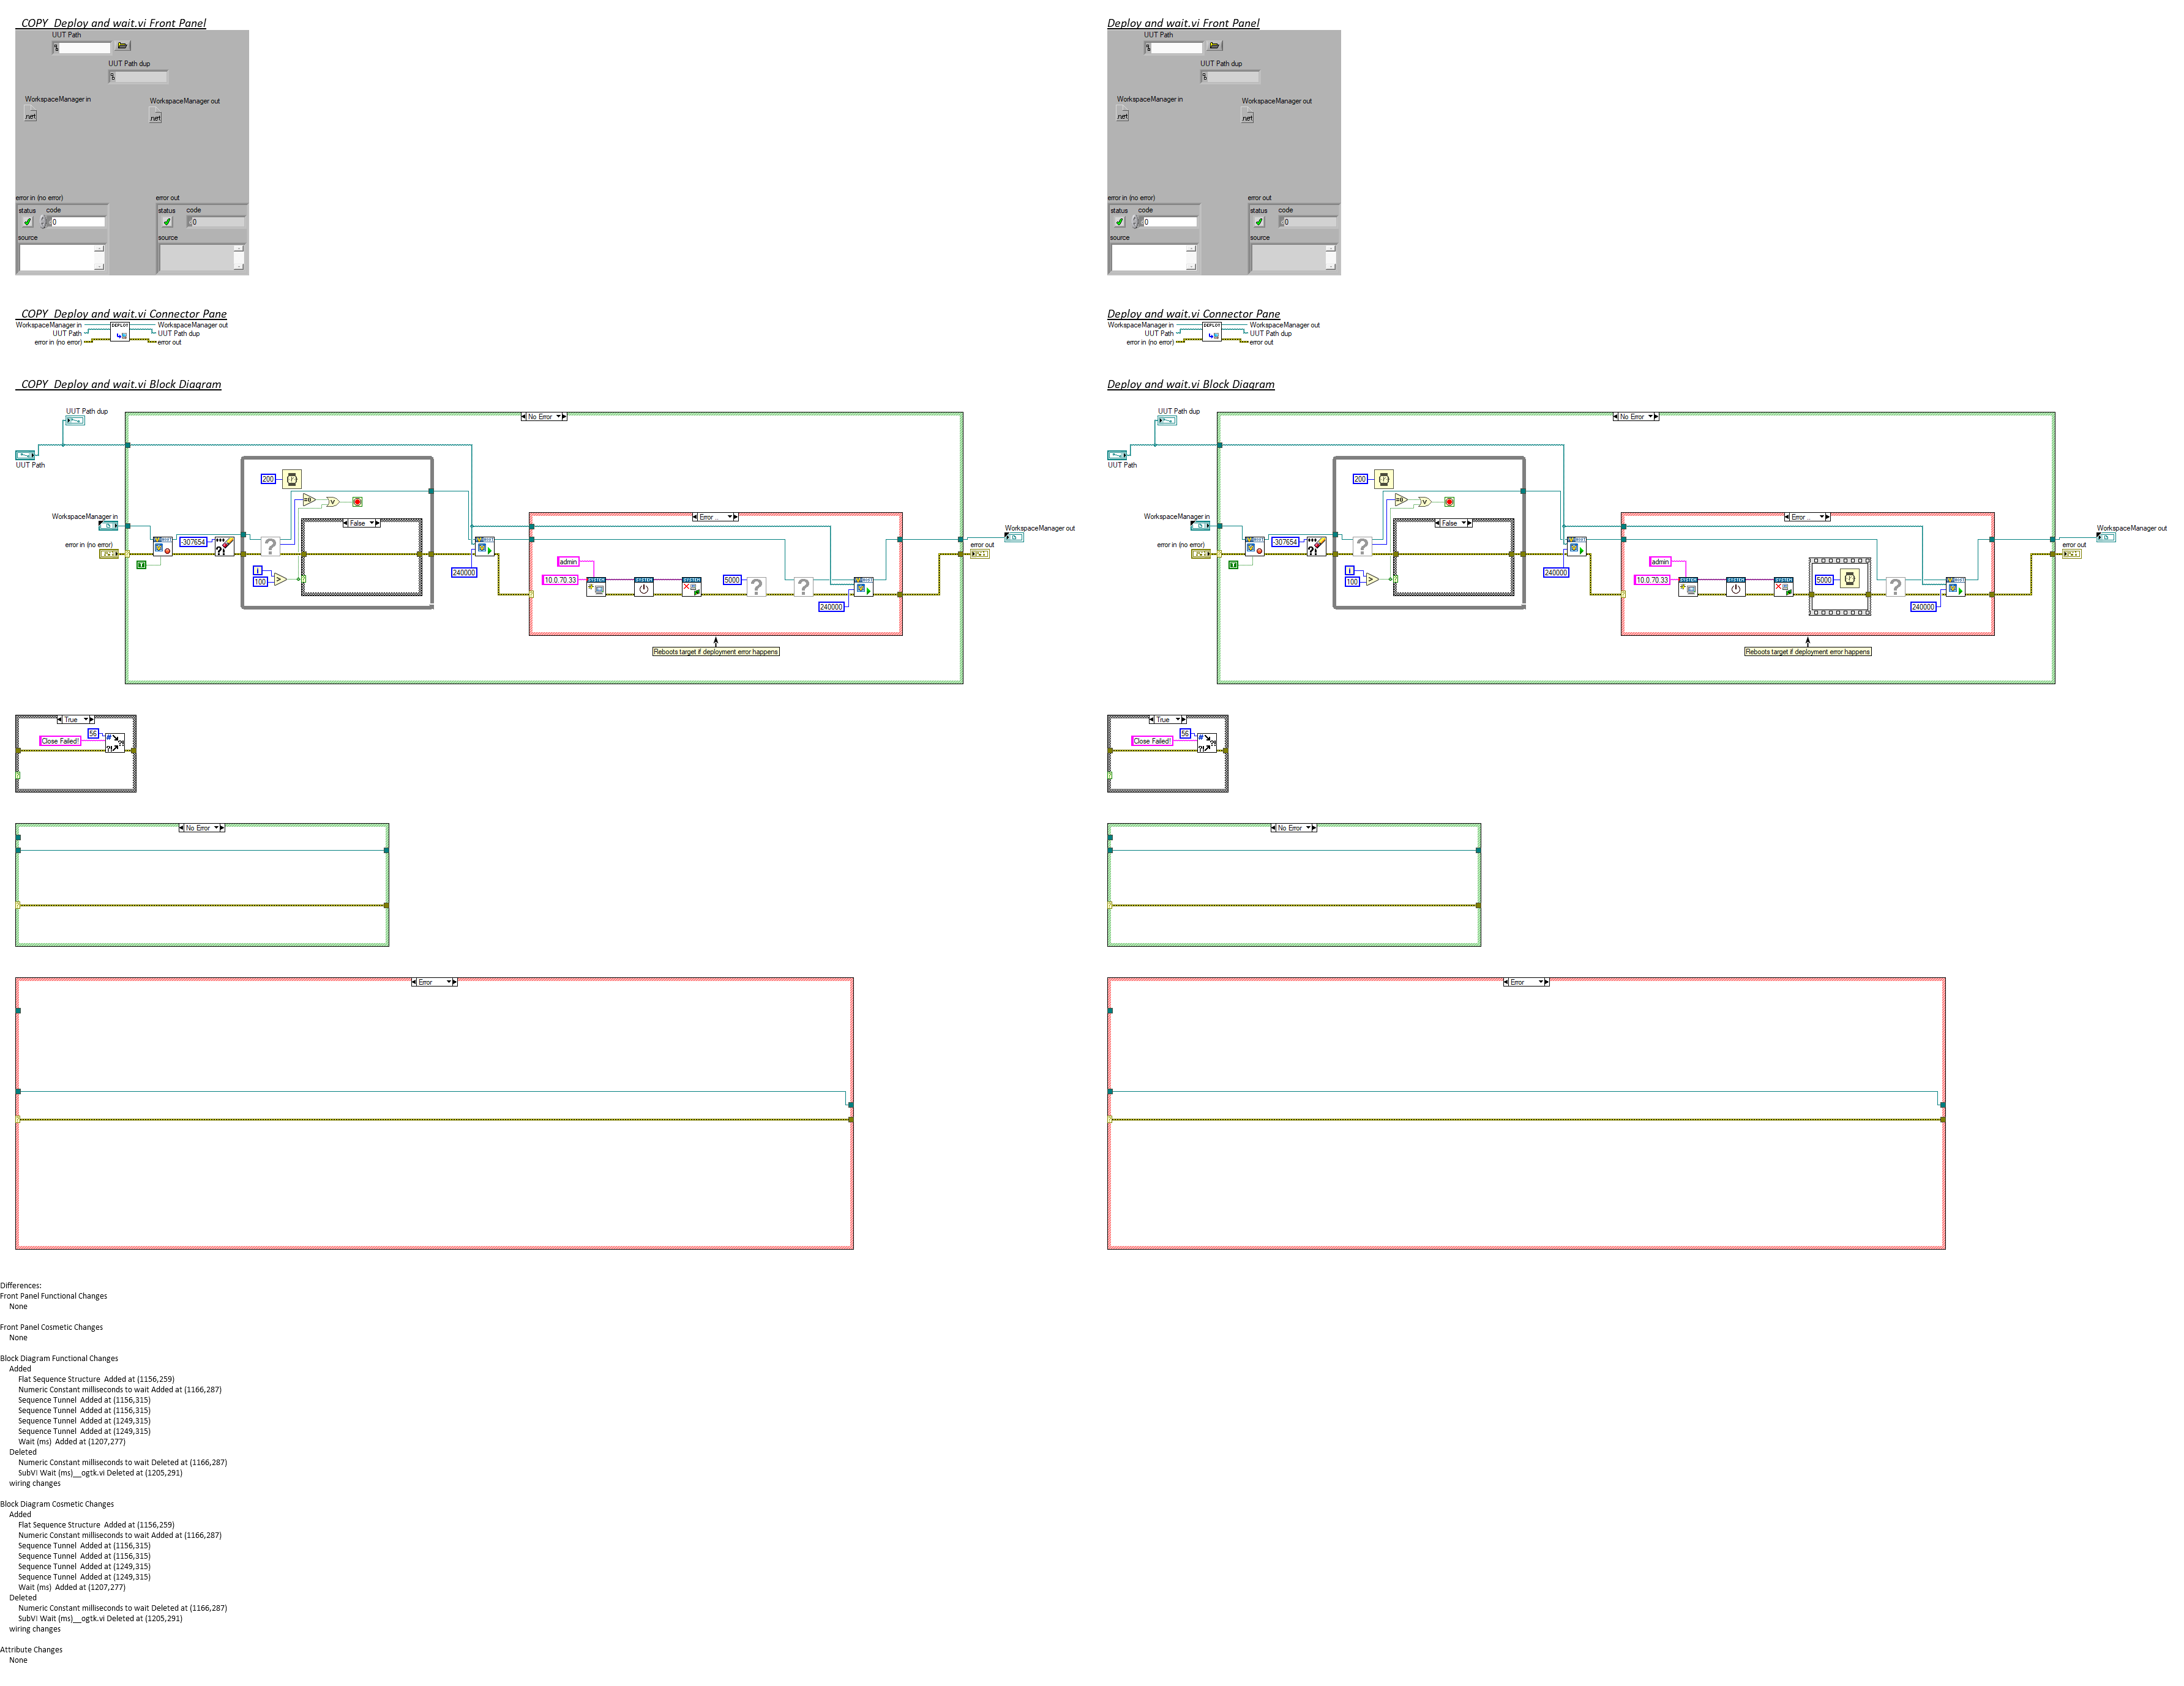 _COPY_Deploy and wait.vi Front Panel
UUT Path
UUT Path dup
WorkspaceManager in
WorkspaceManager out
.net
.net
error in (no error)
error out
status code
0
status code
0
source
source
_COPY_Deploy and wait.vi Connector Pane
WorkspaceManager in
WorkspaceManager out
DEPLOY
UUT Path
UUT Path dup
error in (no error)
error out
_COPY_Deploy and wait.vi Block Diagram
UUT Path dup
No Error
UUT Path
200
WorkspaceManager in
False
Error
WorkspaceManager out
error in (no error)
-307654
error out
admin
i
100
240000
10.0.70.33
SYSTEM
SYSTEM
SYSTEM
5000
240000
Reboots target if deployment error happens
True
56
Close Failed!
No Error
Error
Deploy and wait.vi Front Panel
UUT Path
UUT Path dup
WorkspaceManager in
WorkspaceManager out
.net
.net
error in (no error)
error out
status code
0
status code
0
source
source
Deploy and wait.vi Connector Pane
WorkspaceManager in
WorkspaceManager out
DEPLOY
UUT Path
UUT Path dup
error in (no error)
error out
Deploy and wait.vi Block Diagram
UUT Path dup
No Error
UUT Path
200
WorkspaceManager in
False
Error
WorkspaceManager out
error in (no error)
-307654
error out
admin
i
100
240000
10.0.70.33
SYSTEM
SYSTEM
SYSTEM
5000
240000
Reboots target if deployment error happens
True
56
Close Failed!
No Error
Error
Differences:
Front Panel Functional Changes
None
Front Panel Cosmetic Changes
None
Block Diagram Functional Changes
Added
Flat Sequence Structure  Added at (1156,259)
Numeric Constant milliseconds to wait Added at (1166,287)
Sequence Tunnel  Added at (1156,315)
Sequence Tunnel  Added at (1156,315)
Sequence Tunnel  Added at (1249,315)
Sequence Tunnel  Added at (1249,315)
Wait (ms)  Added at (1207,277)
Deleted
Numeric Constant milliseconds to wait Deleted at (1166,287)
SubVI Wait (ms)__ogtk.vi Deleted at (1205,291)
wiring changes
Block Diagram Cosmetic Changes
Added
Flat Sequence Structure  Added at (1156,259)
Numeric Constant milliseconds to wait Added at (1166,287)
Sequence Tunnel  Added at (1156,315)
Sequence Tunnel  Added at (1156,315)
Sequence Tunnel  Added at (1249,315)
Sequence Tunnel  Added at (1249,315)
Wait (ms)  Added at (1207,277)
Deleted
Numeric Constant milliseconds to wait Deleted at (1166,287)
SubVI Wait (ms)__ogtk.vi Deleted at (1205,291)
wiring changes
Attribute Changes
None